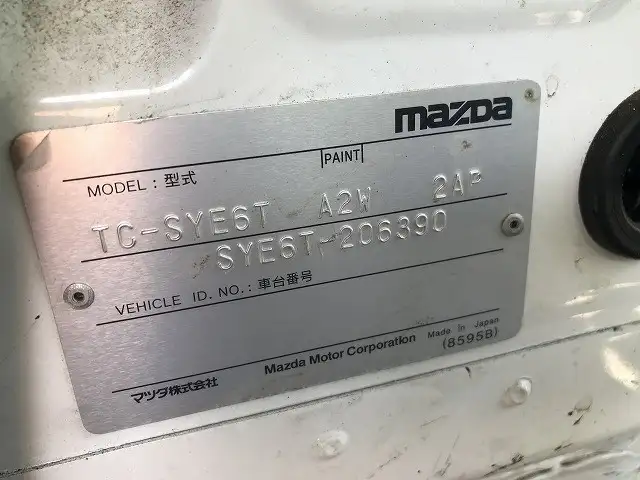 mazda
MODEL : 型式 PAINT
TC-SYE6T A2W 2AP
SYE6T-206390
VEHICLE ID. NO. : 車台番号
マツダ株式会社 Mazda Motor Corporation Made in Japan
(8595B)